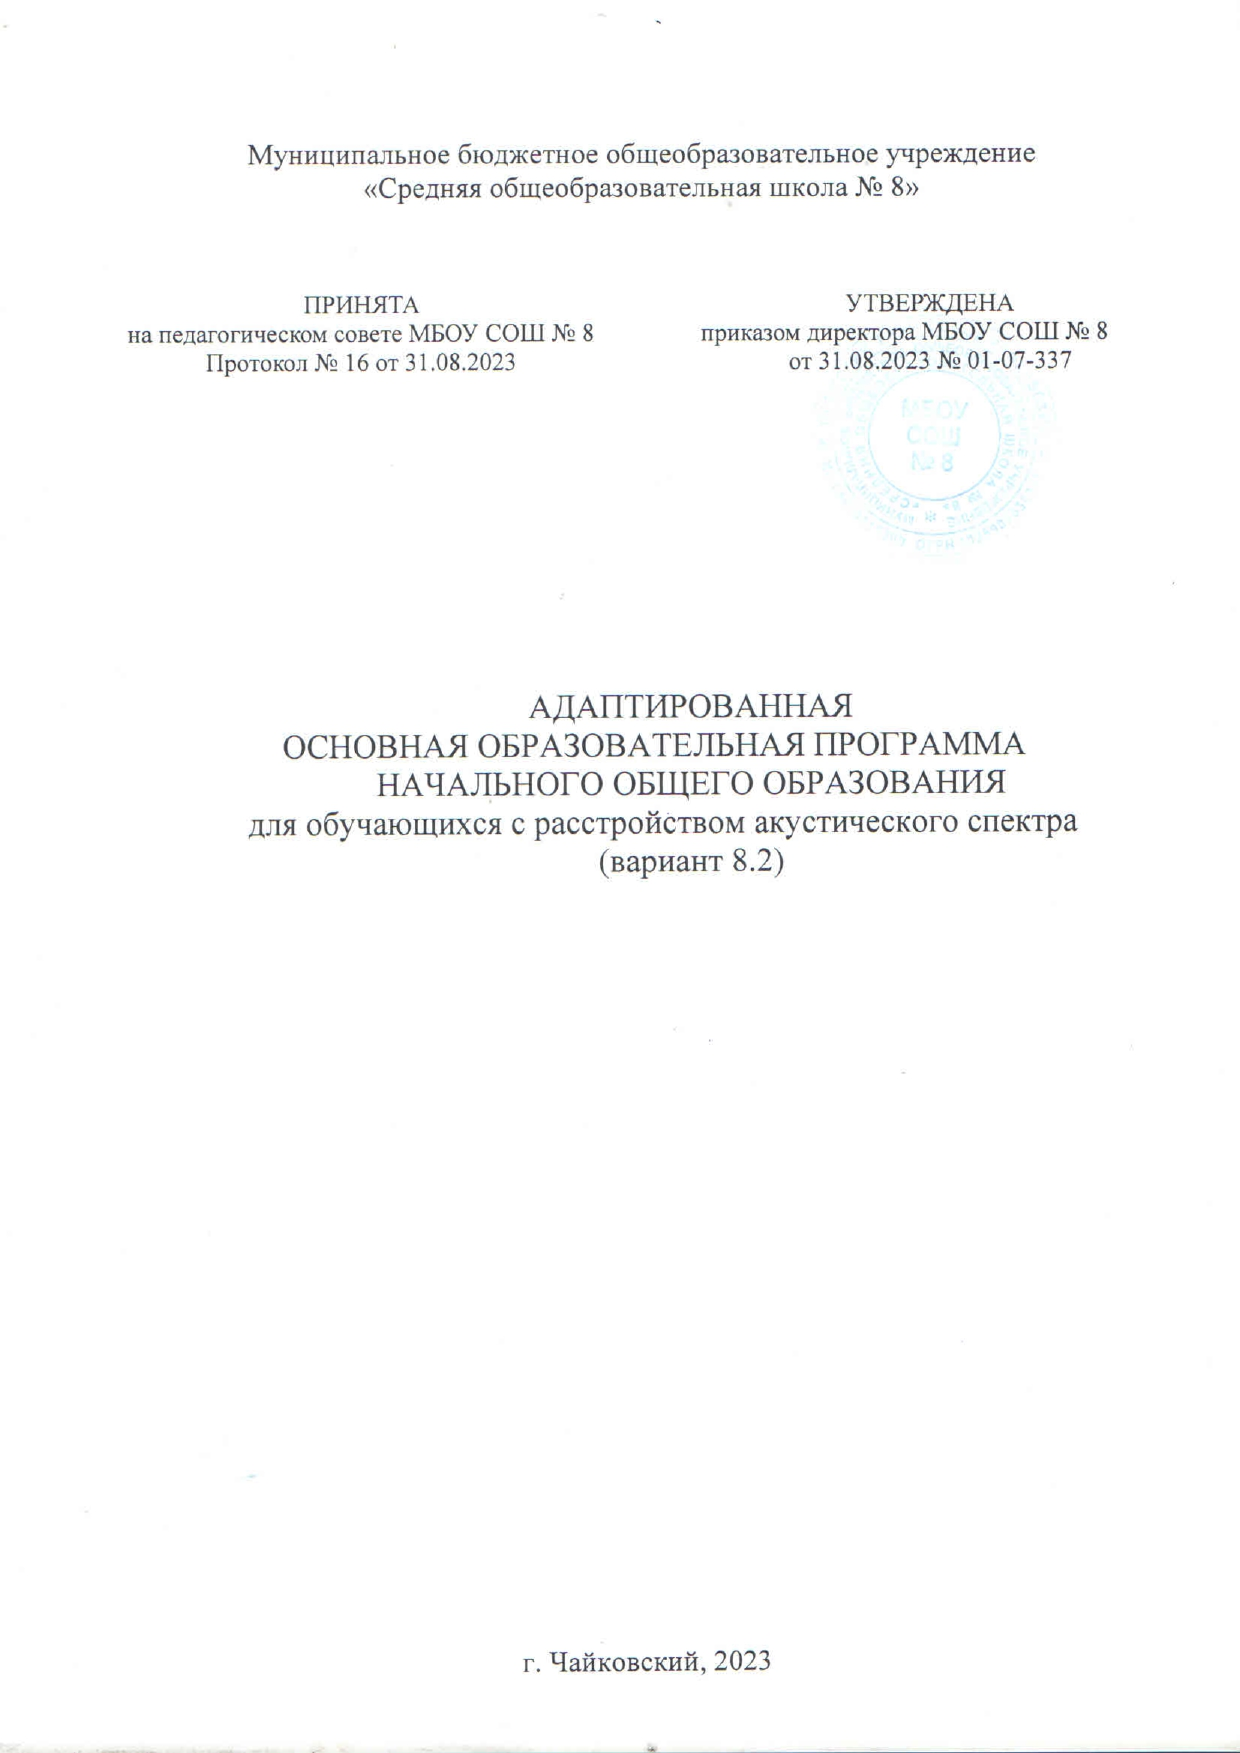 Муниципальное бюджетное общеобразовательное учреждение
«Средняя общеобразовательная школа № 8»
ПРИНЯТА
на педагогическом совете МБОУ СОШ № 8
Протокол № 16 от 31.08.2023
УТВЕРЖДЕНА
приказом директора МБОУ СОШ № 8
от 31.08.2023 № 01-07-337
МБОУ
СОШ
№ 8
АДАПТИРОВАННАЯ
ОСНОВНАЯ ОБРАЗОВАТЕЛЬНАЯ ПРОГРАММА
НАЧАЛЬНОГО ОБЩЕГО ОБРАЗОВАНИЯ
для обучающихся с расстройством акустического спектра
(вариант 8.2)
г. Чайковский, 2023